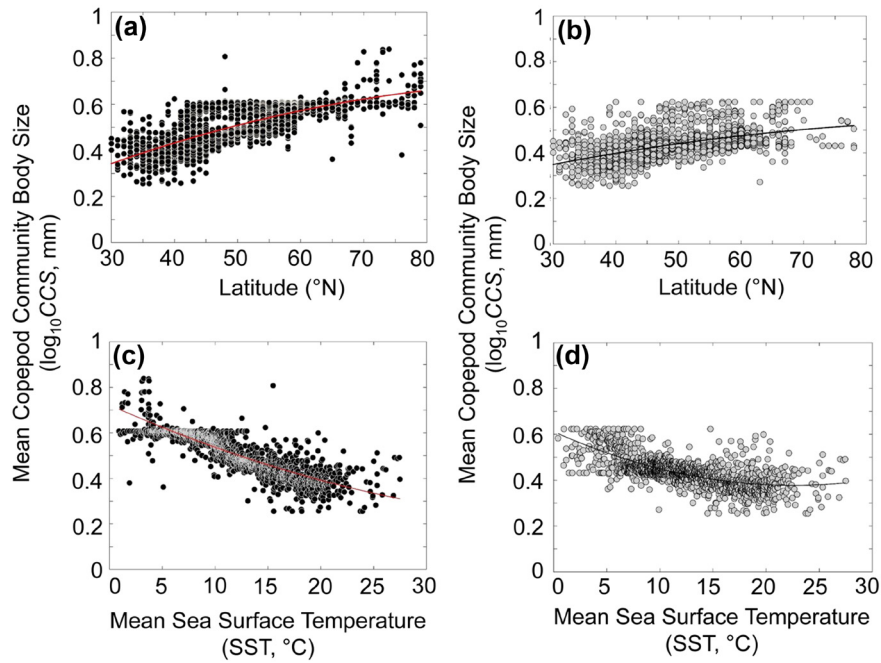 (a)
1
0.8
0.6
0.4
0.2
0
30 40 50 60 70 80
Latitude (°N)
(b)
1
0.8
0.6
0.4
0.2
0
30 40 50 60 70 80
Latitude (°N)
Mean Copepod Community Body Size
(log10CCS, mm)
Mean Copepod Community Body Size
(log10CCS, mm)
(c)
1
0.8
0.6
0.4
0.2
0
0 5 10 15 20 25 30
Mean Sea Surface Temperature
(SST, °C)
(d)
1
0.8
0.6
0.4
0.2
0
0 5 10 15 20 25 30
Mean Sea Surface Temperature
(SST, °C)